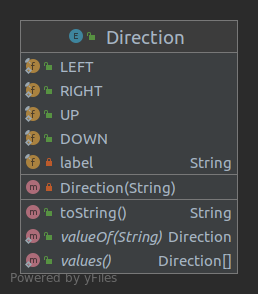 E Direction
f LEFT
f RIGHT
f UP
f DOWN
f label String
m Direction(String)
m toString() String
m valueOf(String) Direction
m values() Direction[]
Powered by yFiles